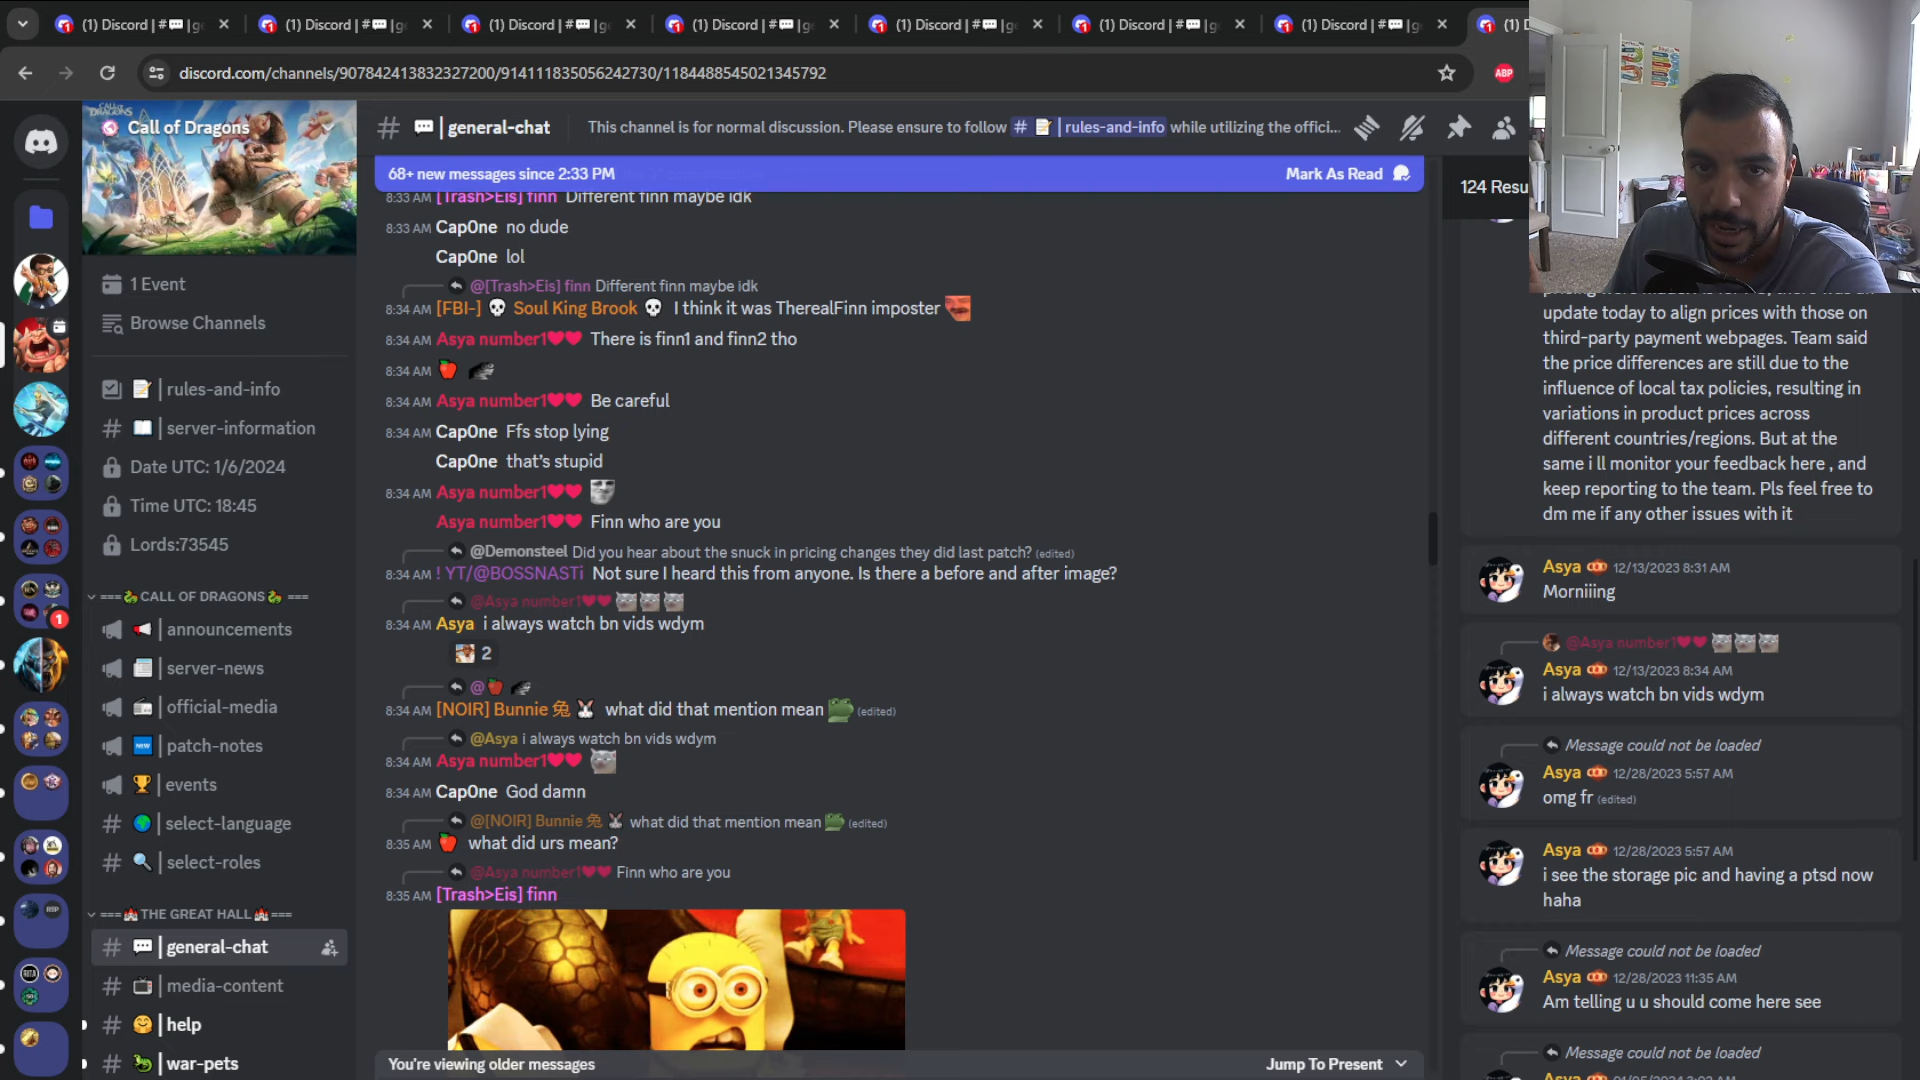 (1) Discord | #
(1) Discord | #
(1) Discord | #
(1) Discord | #
(1) Discord | #
(1) Discord | #
(1) Discord | #
discord.com/channels/907842413832327200/914111835056242730/1184488545021345792
ABP
Call of Dragons
1 Event
Browse Channels
rules-and-info
server-information
Date UTC: 1/6/2024
Time UTC: 18:45
Lords:73545
===🐉CALL OF DRAGONS🐉 ===
announcements
server-news
official-media
patch-notes
events
select-language
select-roles
===🏰THE GREAT HALL🏰===
general-chat
media-content
help
war-pets
1
# 💬 | general-chat
This channel is for normal discussion. Please ensure to follow # 📝 | rules-and-info while utilizing the offici...
68+ new messages since 2:33 PM
Mark As Read
8:33 AM [Trash>Eis] finn Different finn maybe idk
8:33 AM Cap0ne no dude
Cap0ne lol
@[Trash>Eis] finn Different finn maybe idk
8:34 AM [FBI-] 💀 Soul King Brook 💀 I think it was TherealFinn imposter
8:34 AM Asya number1❤❤ There is finn1 and finn2 tho
8:34 AM 🍎
8:34 AM Asya number1❤❤ Be careful
8:34 AM Cap0ne Ffs stop lying
Cap0ne that's stupid
8:34 AM Asya number1❤❤
Asya number1❤❤ Finn who are you
@Demonsteel Did you hear about the snuck in pricing changes they did last patch? (edited)
8:34 AM ! YT/@BOSSNASTi Not sure I heard this from anyone. Is there a before and after image?
@Asya number1❤❤
8:34 AM Asya i always watch bn vids wdym
2
@🍎
8:34 AM [NOIR] Bunnie 兔 🐰 what did that mention mean (edited)
@Asya i always watch bn vids wdym
8:34 AM Asya number1❤❤
8:34 AM Cap0ne God damn
@[NOIR] Bunnie 兔 🐰 what did that mention mean (edited)
8:35 AM 🍎 what did urs mean?
@Asya number1❤❤ Finn who are you
8:35 AM [Trash>Eis] finn
You're viewing older messages
Jump To Present
124 Resu
update today to align prices with those on
third-party payment webpages. Team said
the price differences are still due to the
influence of local tax policies, resulting in
variations in product prices across
different countries/regions. But at the
same i ll monitor your feedback here , and
keep reporting to the team. Pls feel free to
dm me if any other issues with it
Asya 12/13/2023 8:31 AM
Morniiing
@Asya number1❤❤
Asya 12/13/2023 8:34 AM
i always watch bn vids wdym
Message could not be loaded
Asya 12/28/2023 5:57 AM
omg fr (edited)
Asya 12/28/2023 5:57 AM
i see the storage pic and having a ptsd now
haha
Message could not be loaded
Asya 12/28/2023 11:35 AM
Am telling u u should come here see
Message could not be loaded